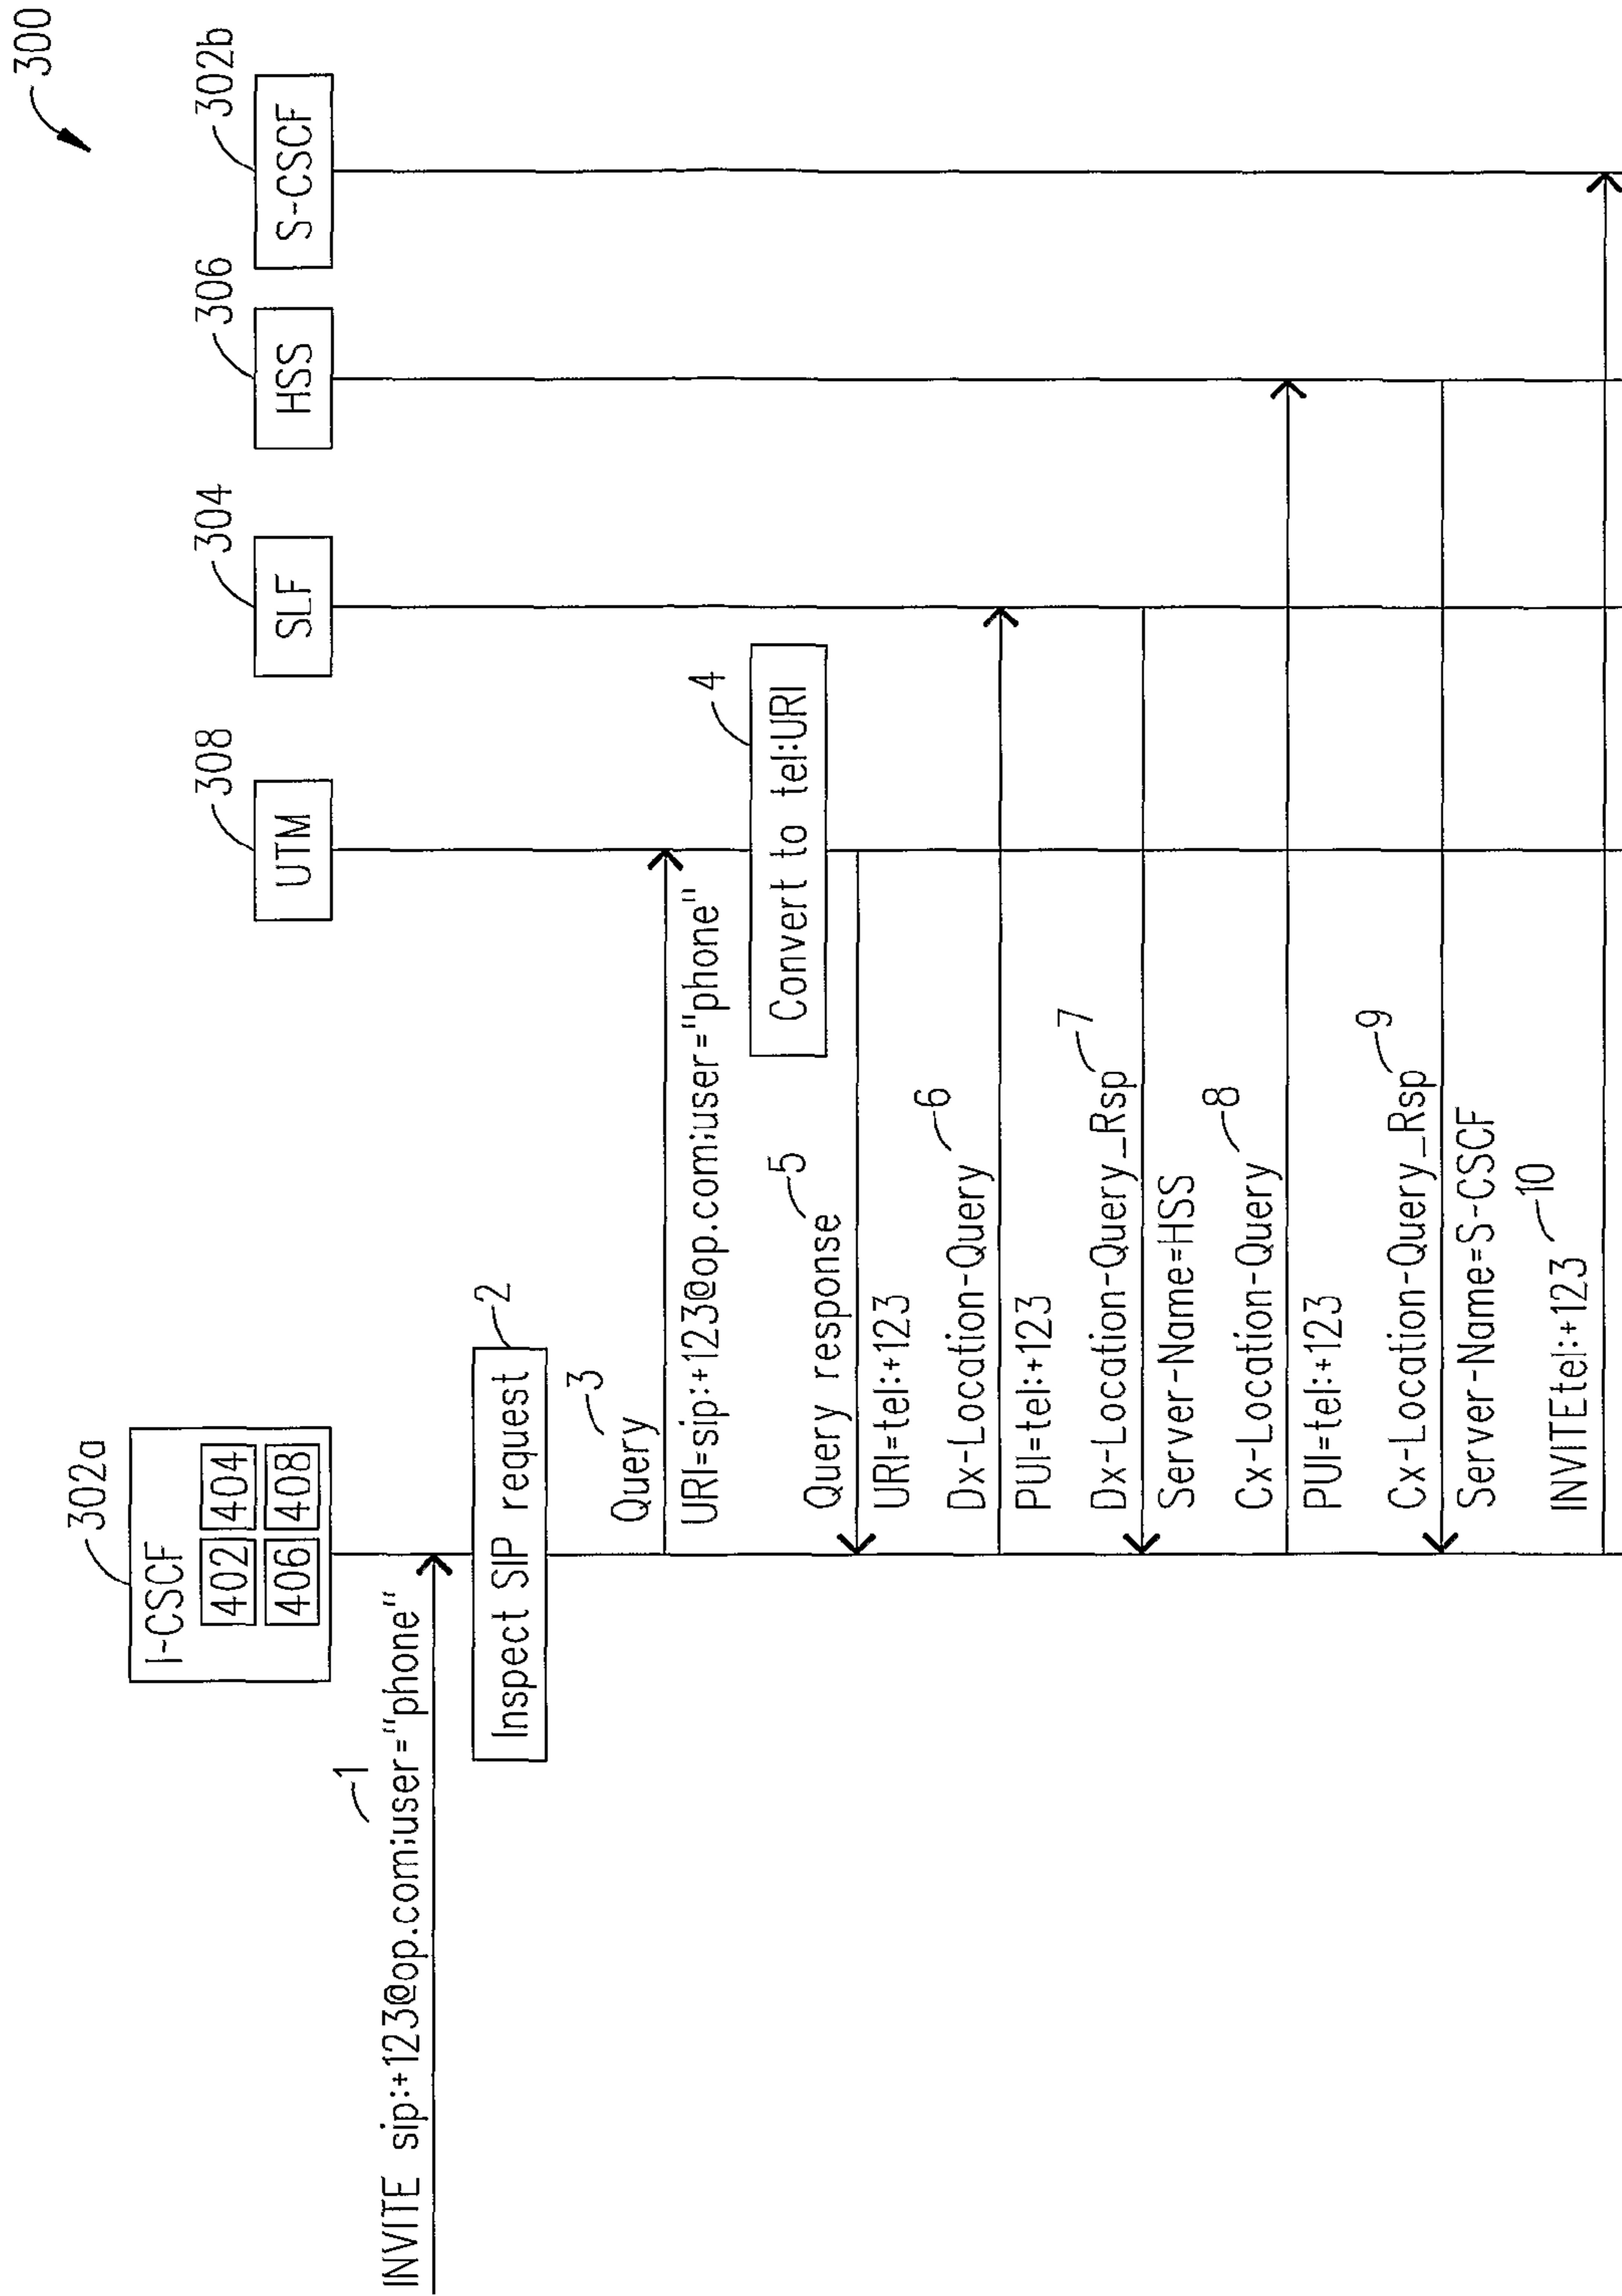 300
302a
I-CSCF
402 404
406 408
308
UTM
304
SLF
306
HSS
302b
S-CSCF
1
INVITE sip:+123@op.com;user="phone"
2
Inspect SIP request
3
Query
URI=sip:+123@op.com;user="phone"
4
Convert to tel:URI
5
Query response
URI=tel:+123
6
Dx-Location-Query
PUI=tel:+123
7
Dx-Location-Query_Rsp
Server-Name=HSS
8
Cx-Location-Query
PUI=tel:+123
9
Cx-Location-Query_Rsp
Server-Name=S-CSCF
10
INVITEtel:+123